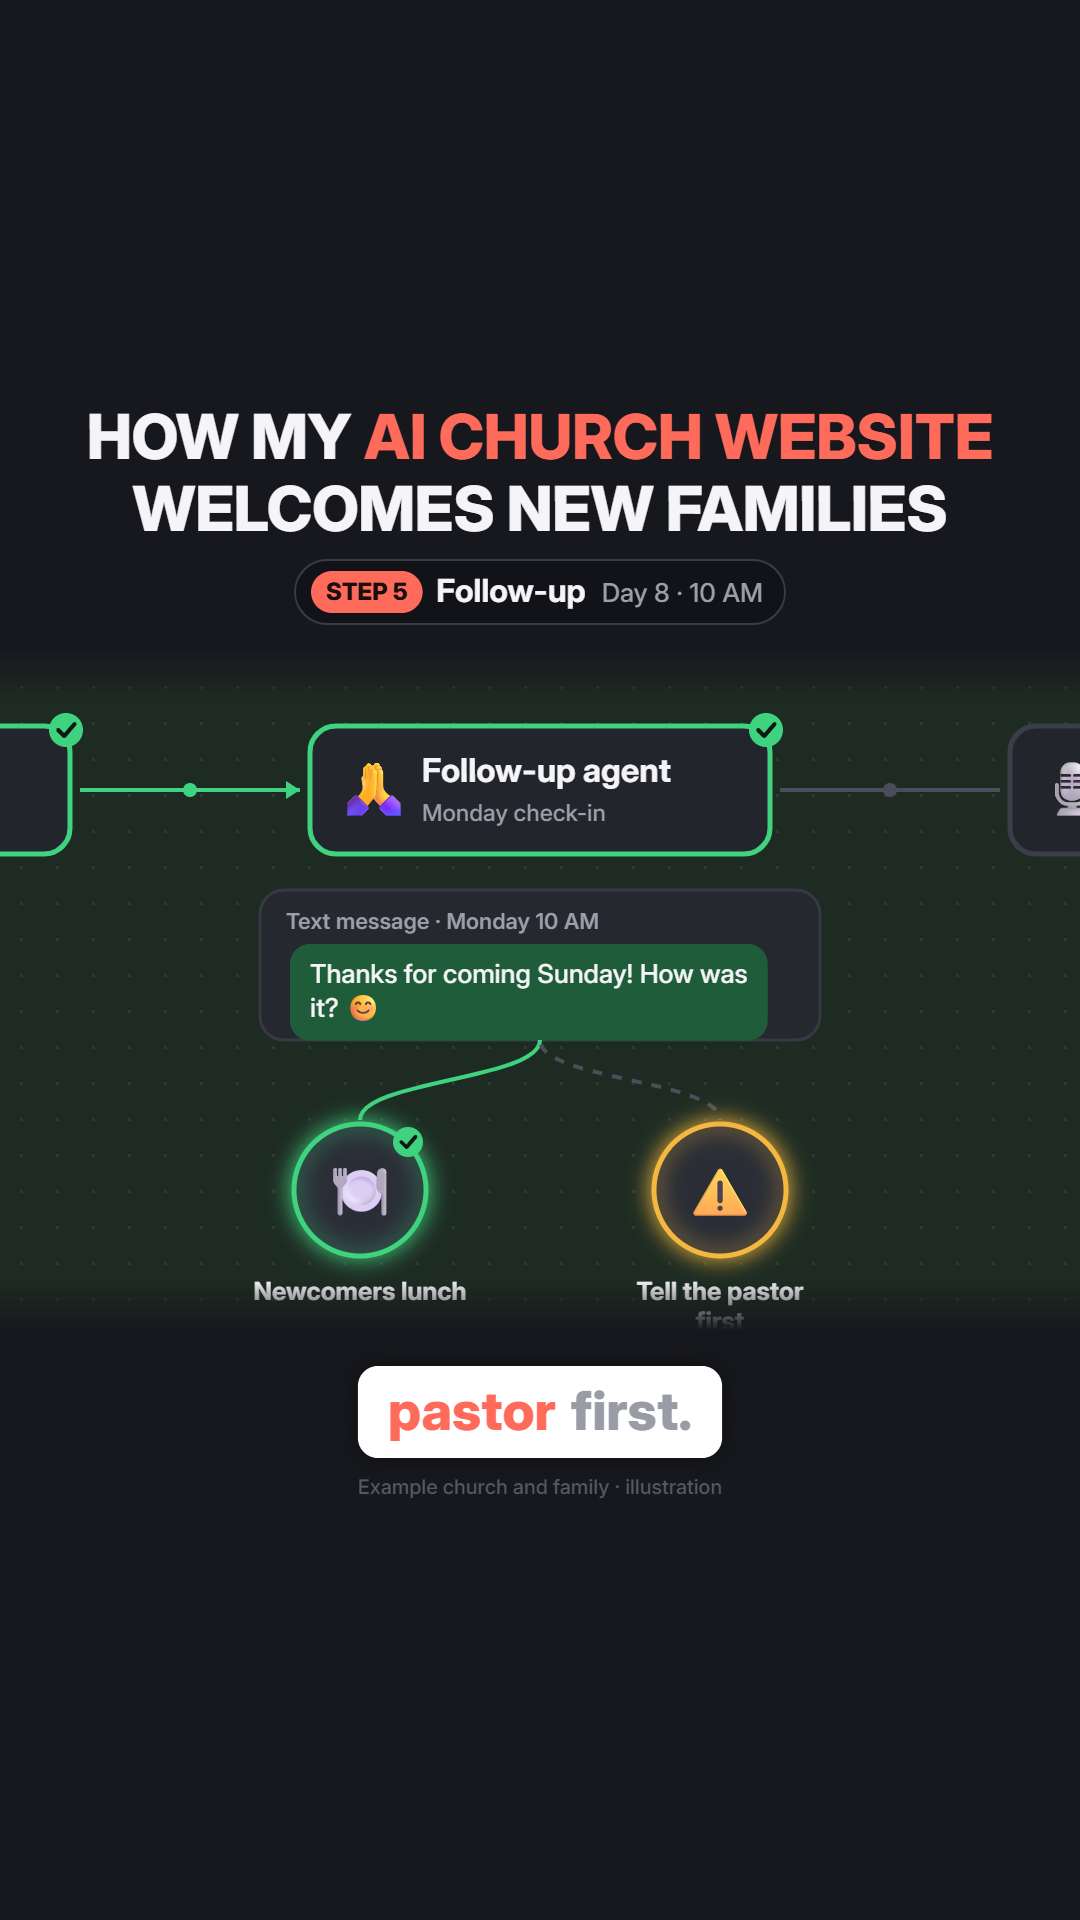 HOW MY AI CHURCH WEBSITE
WELCOMES NEW FAMILIES
STEP 5 Follow-up Day 8 · 10 AM
Follow-up agent
Monday check-in
Text message · Monday 10 AM
Thanks for coming Sunday! How was
it? 😊
Newcomers lunch
Tell the pastor
first
pastor first.
Example church and family · illustration